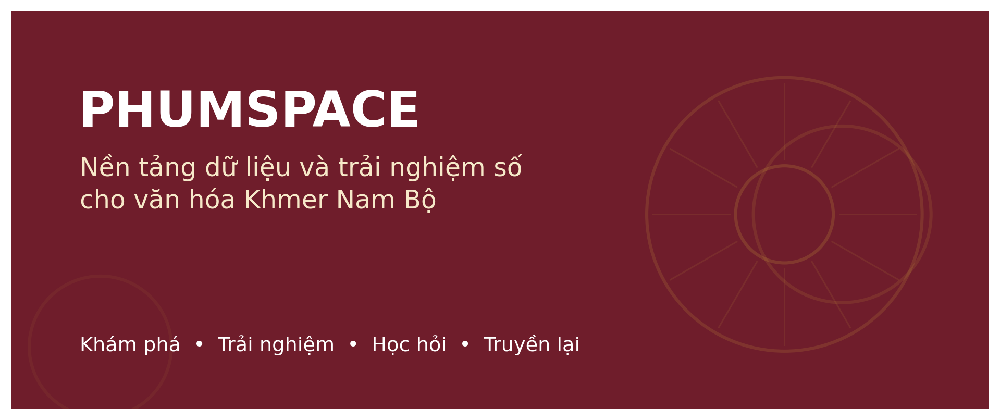 PHUMSPACE
Nền tảng dữ liệu và trải nghiệm số
cho văn hóa Khmer Nam Bộ
Khám phá • Trải nghiệm • Học hỏi • Truyền lại